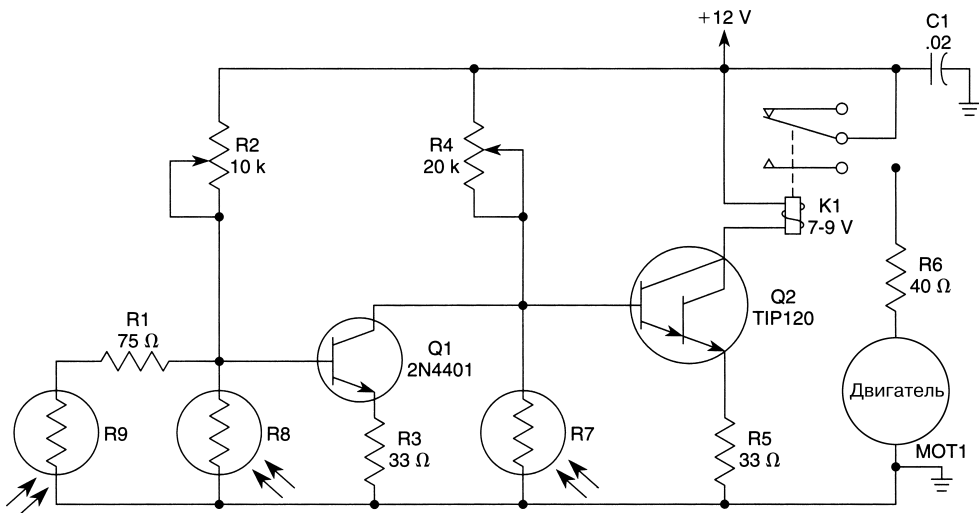 +12 V
C1
.02
R2
10 k
R4
20 k
K1
7-9 V
R6
40 Ω
R1
75 Ω
Q1
2N4401
Q2
TIP120
Двигатель
R9
R8
R3
33 Ω
R7
R5
33 Ω
MOT1